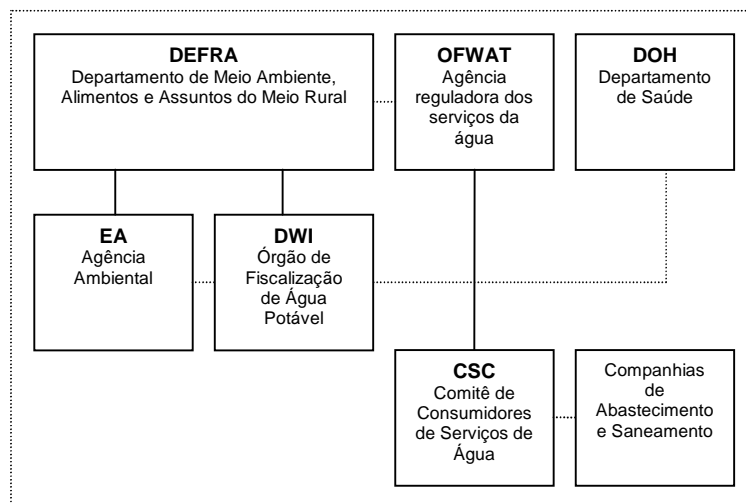 DEFRA
Departamento de Meio Ambiente,
Alimentos e Assuntos do Meio Rural
OFWAT
Agência
reguladora dos
serviços da
água
DOH
Departamento
de Saúde
EA
Agência
Ambiental
DWI
Órgão de
Fiscalização
de Água
Potável
CSC
Comitê de
Consumidores
de Serviços de
Água
Companhias
de
Abastecimento
e Saneamento